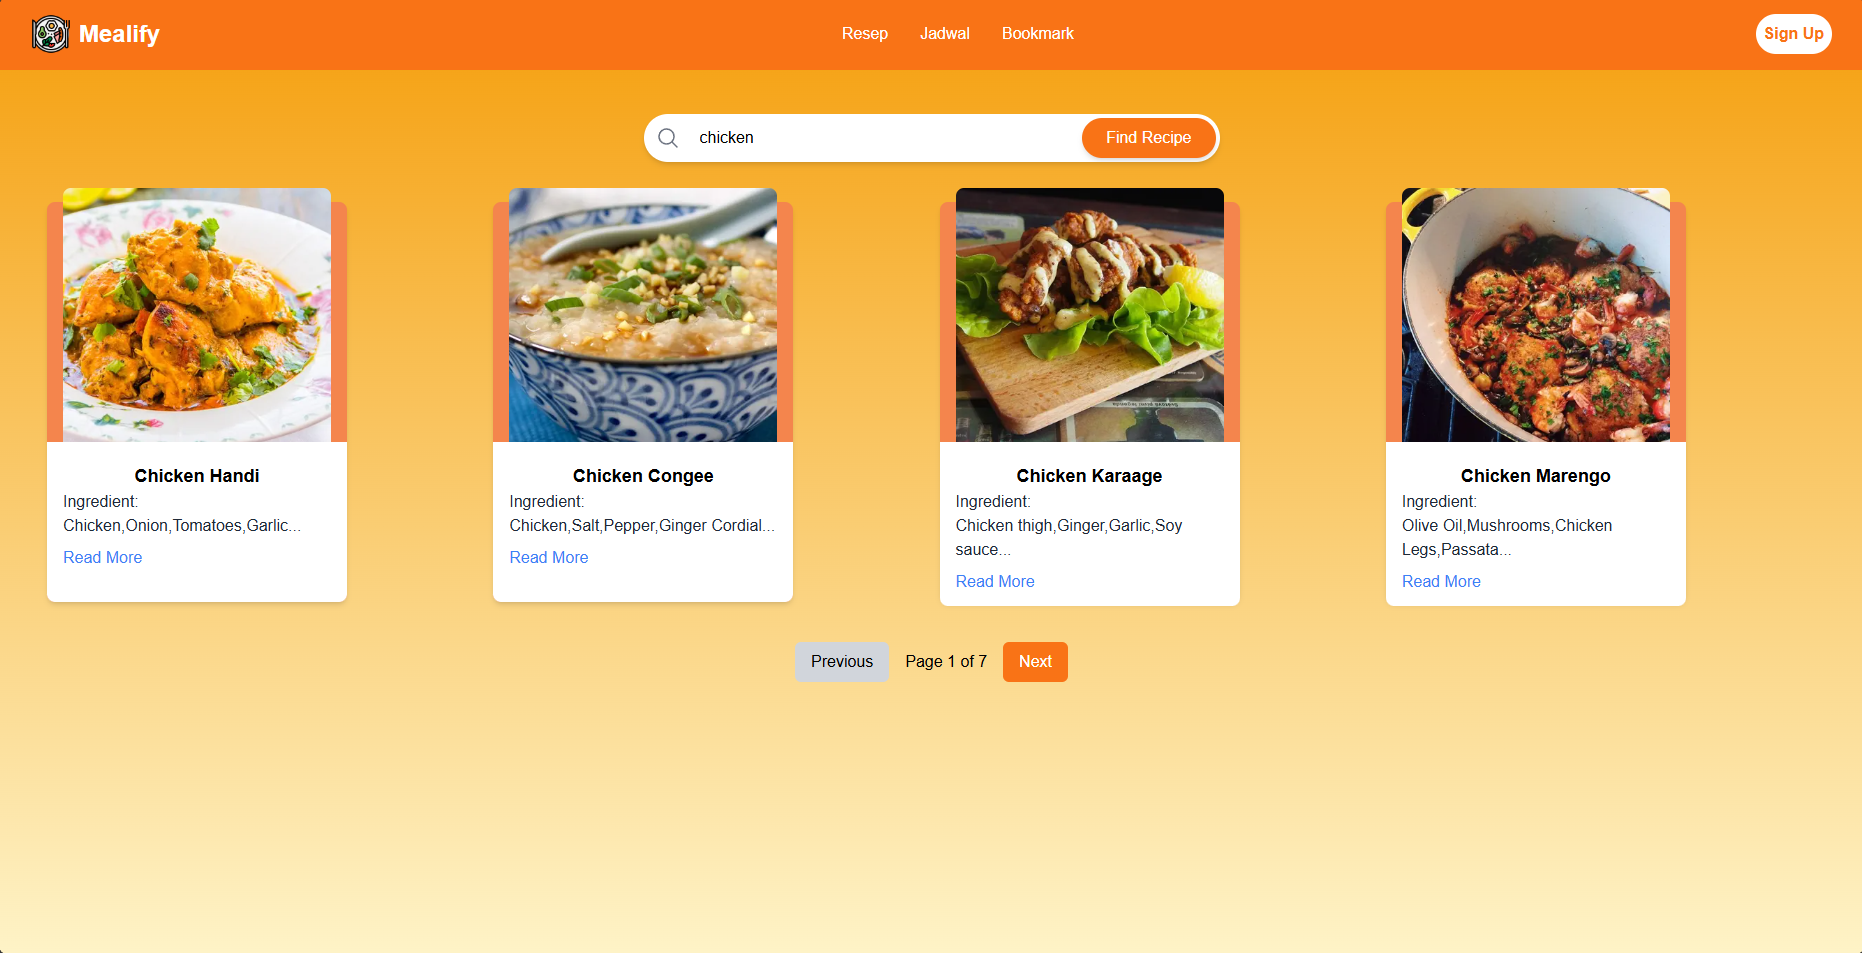 Mealify
Resep
Jadwal
Bookmark
Sign Up
chicken
Find Recipe
Chicken Handi
Ingredient:
Chicken,Onion,Tomatoes,Garlic...
Read More
Chicken Congee
Ingredient:
Chicken,Salt,Pepper,Ginger Cordial...
Read More
Chicken Karaage
Ingredient:
Chicken thigh,Ginger,Garlic,Soy
sauce...
Read More
Chicken Marengo
Ingredient:
Olive Oil,Mushrooms,Chicken
Legs,Passata...
Read More
Previous
Page 1 of 7
Next